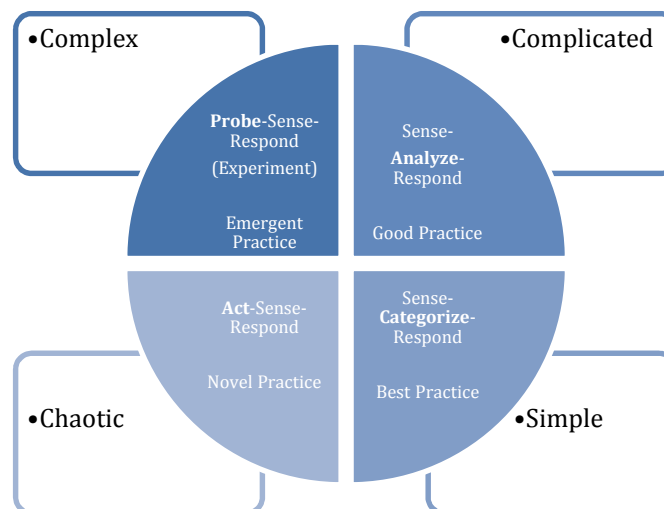 •Complex
•Complicated
Probe-Sense-
Respond
(Experiment)
Emergent
Practice
Sense-
Analyze-
Respond
Good Practice
Act-Sense-
Respond
Novel Practice
Sense-
Categorize-
Respond
Best Practice
•Chaotic
•Simple